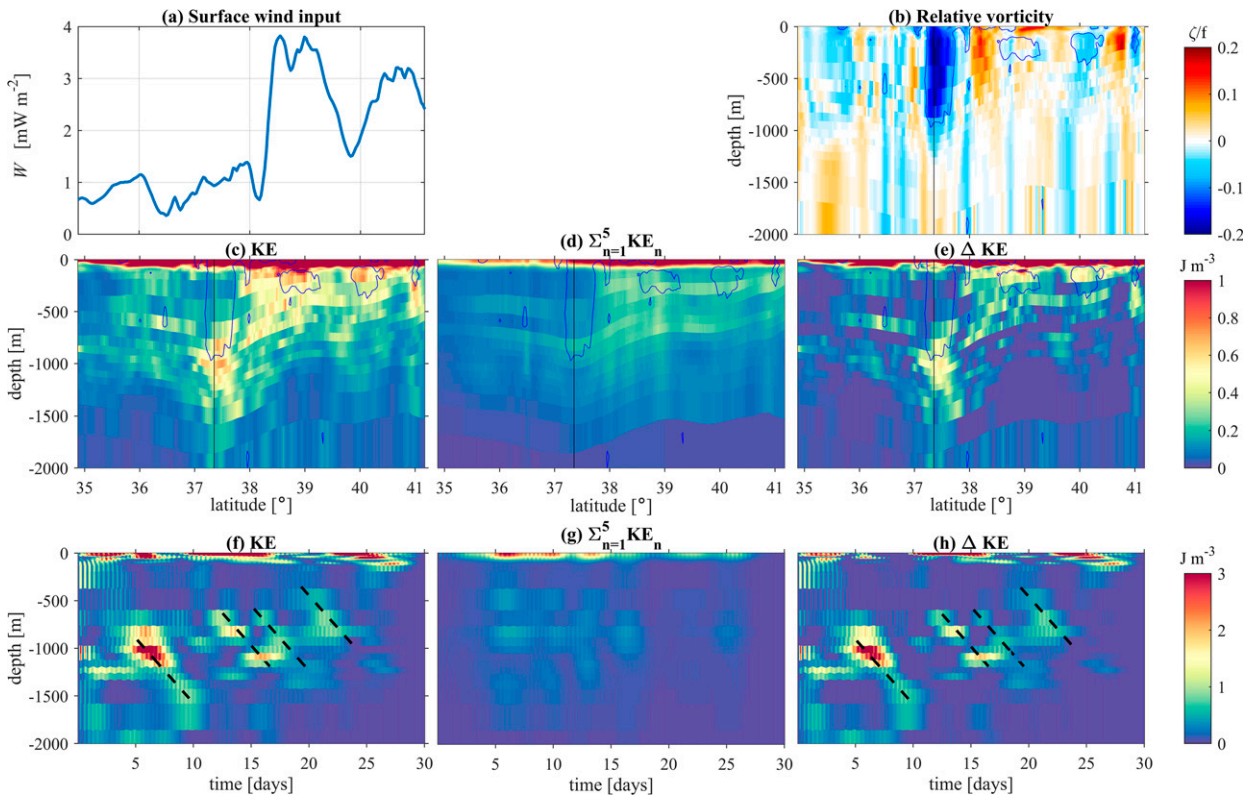 (a) Surface wind input
W [mW m⁻²]
4
3
2
1
0
(b) Relative vorticity
depth [m]
0
-500
-1000
-1500
-2000
ζ/f
0.2
0.1
0
-0.1
-0.2
(c) KE
depth [m]
0
-500
-1000
-1500
-2000
35 36 37 38 39 40 41
latitude [°]
(d) Σ⁵ₙ₌₁KEₙ
35 36 37 38 39 40 41
latitude [°]
(e) Δ KE
35 36 37 38 39 40 41
latitude [°]
J m⁻³
1
0.8
0.6
0.4
0.2
0
(f) KE
depth [m]
0
-500
-1000
-1500
-2000
0 5 10 15 20 25 30
time [days]
(g) Σ⁵ₙ₌₁KEₙ
0 5 10 15 20 25 30
time [days]
(h) Δ KE
0 5 10 15 20 25 30
time [days]
J m⁻³
3
2
1
0